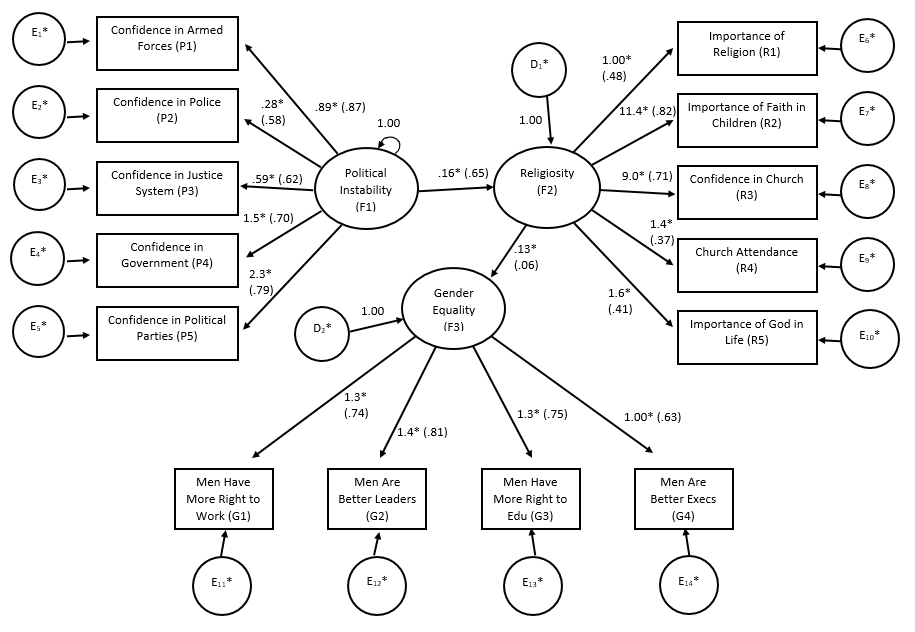 E₁*
Confidence in Armed
Forces (P1)
E₂*
Confidence in Police
(P2)
E₃*
Confidence in Justice
System (P3)
E₄*
Confidence in
Government (P4)
E₅*
Confidence in Political
Parties (P5)
.89* (.87)
.28*
(.58)
.59* (.62)
1.5* (.70)
2.3*
(.79)
1.00
Political
Instability
(F1)
.16* (.65)
D₁*
1.00
Religiosity
(F2)
1.00*
(.48)
11.4* (.82)
9.0* (.71)
1.4*
(.37)
1.6*
(.41)
Importance of
Religion (R1)
E₆*
Importance of Faith in
Children (R2)
E₇*
Confidence in Church
(R3)
E₈*
Church Attendance
(R4)
E₉*
Importance of God in
Life (R5)
E₁₀*
.13*
(.06)
Gender
Equality
(F3)
D₂*
1.00
1.3*
(.74)
1.4* (.81)
1.3* (.75)
1.00* (.63)
Men Have
More Right to
Work (G1)
Men Are
Better Leaders
(G2)
Men Have
More Right to
Edu (G3)
Men Are
Better Execs
(G4)
E₁₁*
E₁₂*
E₁₃*
E₁₄*